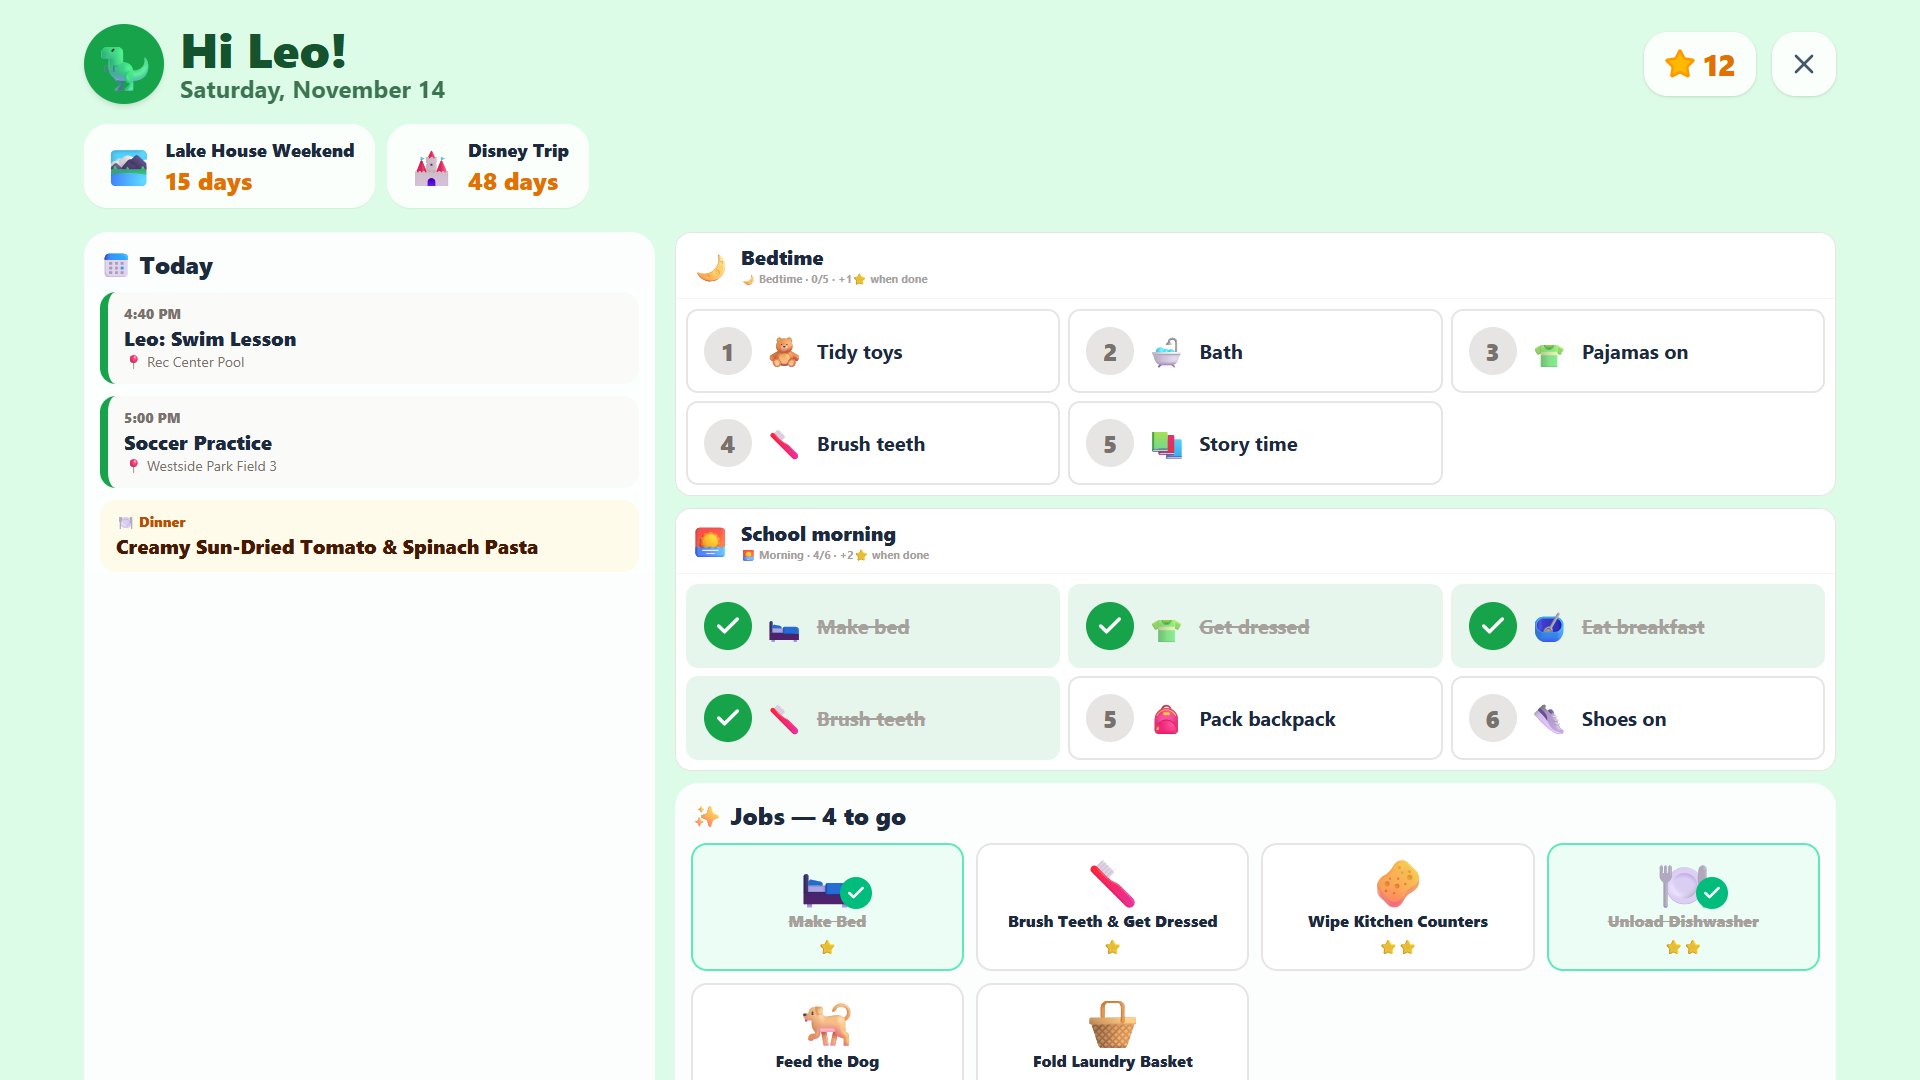 Hi Leo!
Saturday, November 14
12
Lake House Weekend
15 days
Disney Trip
48 days
Today
4:40 PM
Leo: Swim Lesson
Rec Center Pool
5:00 PM
Soccer Practice
Westside Park Field 3
Dinner
Creamy Sun-Dried Tomato & Spinach Pasta
Bedtime
Bedtime · 0/5 · +1⭐ when done
1 Tidy toys
2 Bath
3 Pajamas on
4 Brush teeth
5 Story time
School morning
Morning · 4/6 · +2⭐ when done
Make bed
Get dressed
Eat breakfast
Brush teeth
5 Pack backpack
6 Shoes on
Jobs — 4 to go
Make Bed
Brush Teeth & Get Dressed
Wipe Kitchen Counters
Unload Dishwasher
Feed the Dog
Fold Laundry Basket